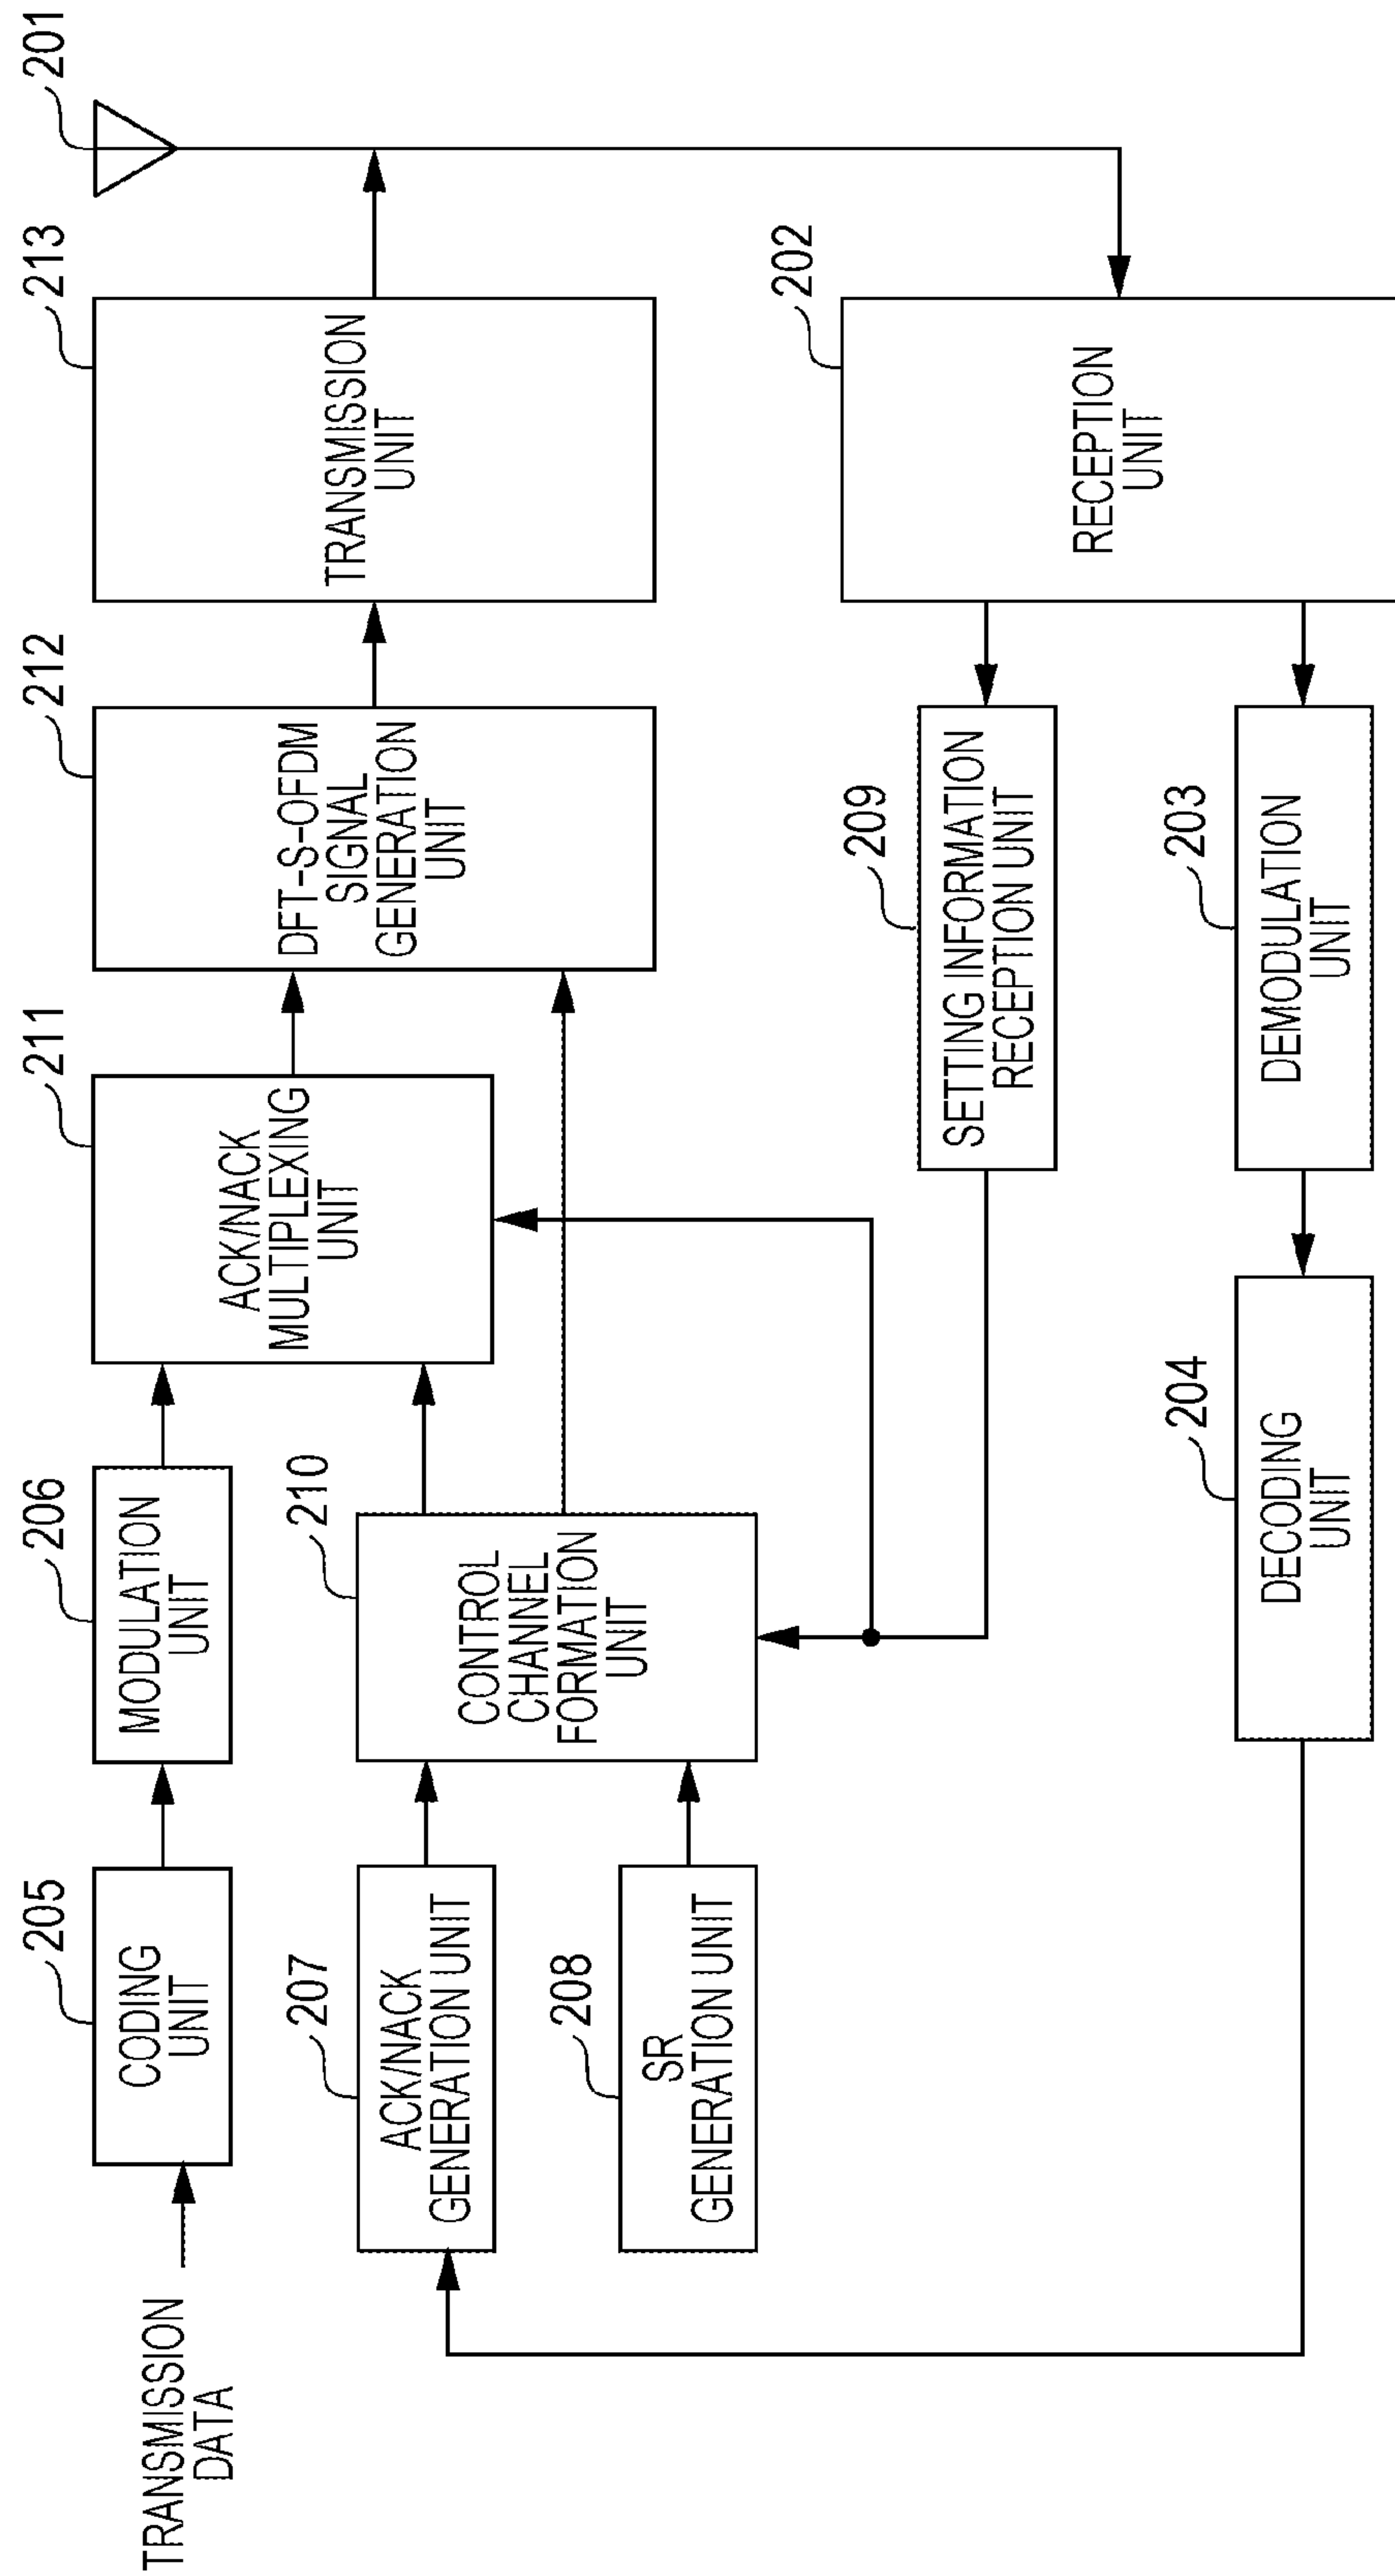 201
213
TRANSMISSION
UNIT
202
RECEPTION
UNIT
212
DFT-S-OFDM
SIGNAL
GENERATION
UNIT
209
SETTING INFORMATION
RECEPTION UNIT
203
DEMODULATION
UNIT
211
ACK/NACK
MULTIPLEXING
UNIT
204
DECODING
UNIT
206
MODULATION
UNIT
210
CONTROL
CHANNEL
FORMATION
UNIT
205
CODING
UNIT
207
ACK/NACK
GENERATION UNIT
208
SR
GENERATION UNIT
TRANSMISSION
DATA